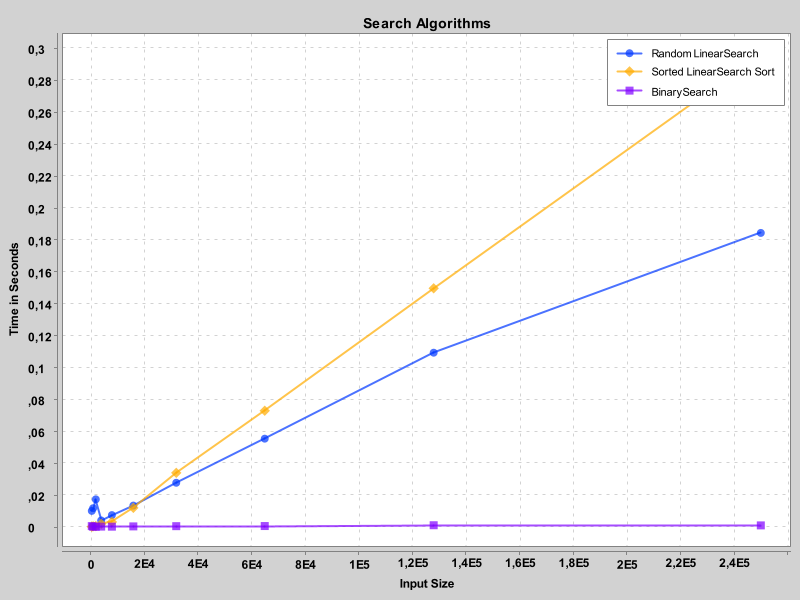 Search Algorithms
Random LinearSearch
Sorted LinearSearch Sort
BinarySearch
0,3
0,28
0,26
0,24
0,22
0,2
0,18
0,16
0,14
0,12
0,1
,08
,06
,04
,02
0
Time in Seconds
0 2E4 4E4 6E4 8E4 1E5 1,2E5 1,4E5 1,6E5 1,8E5 2E5 2,2E5 2,4E5
Input Size